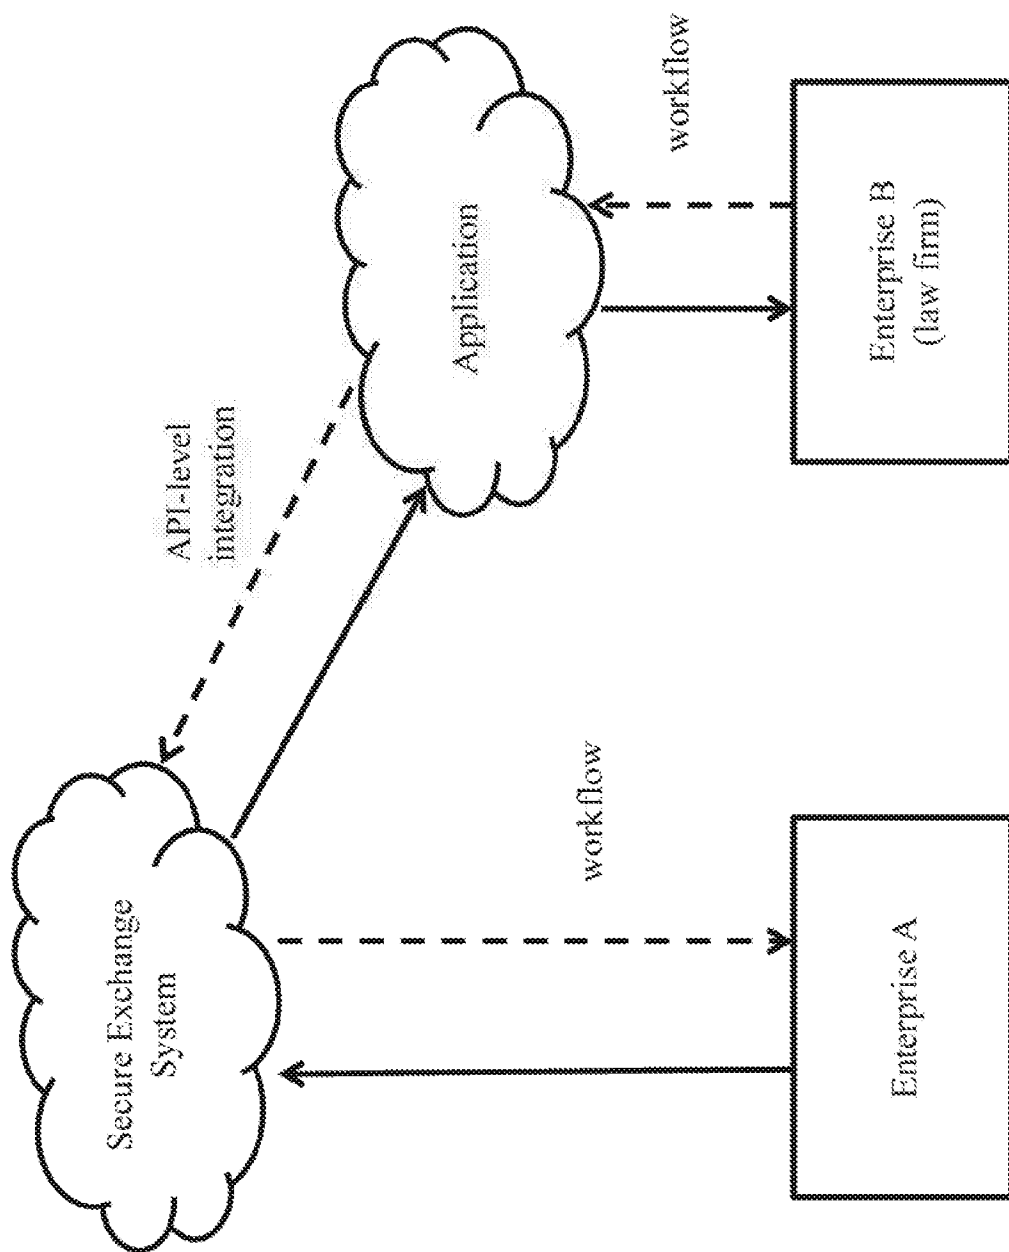 Secure Exchange
System
API-level
integration
Application
workflow
workflow
Enterprise A
Enterprise B
(law firm)